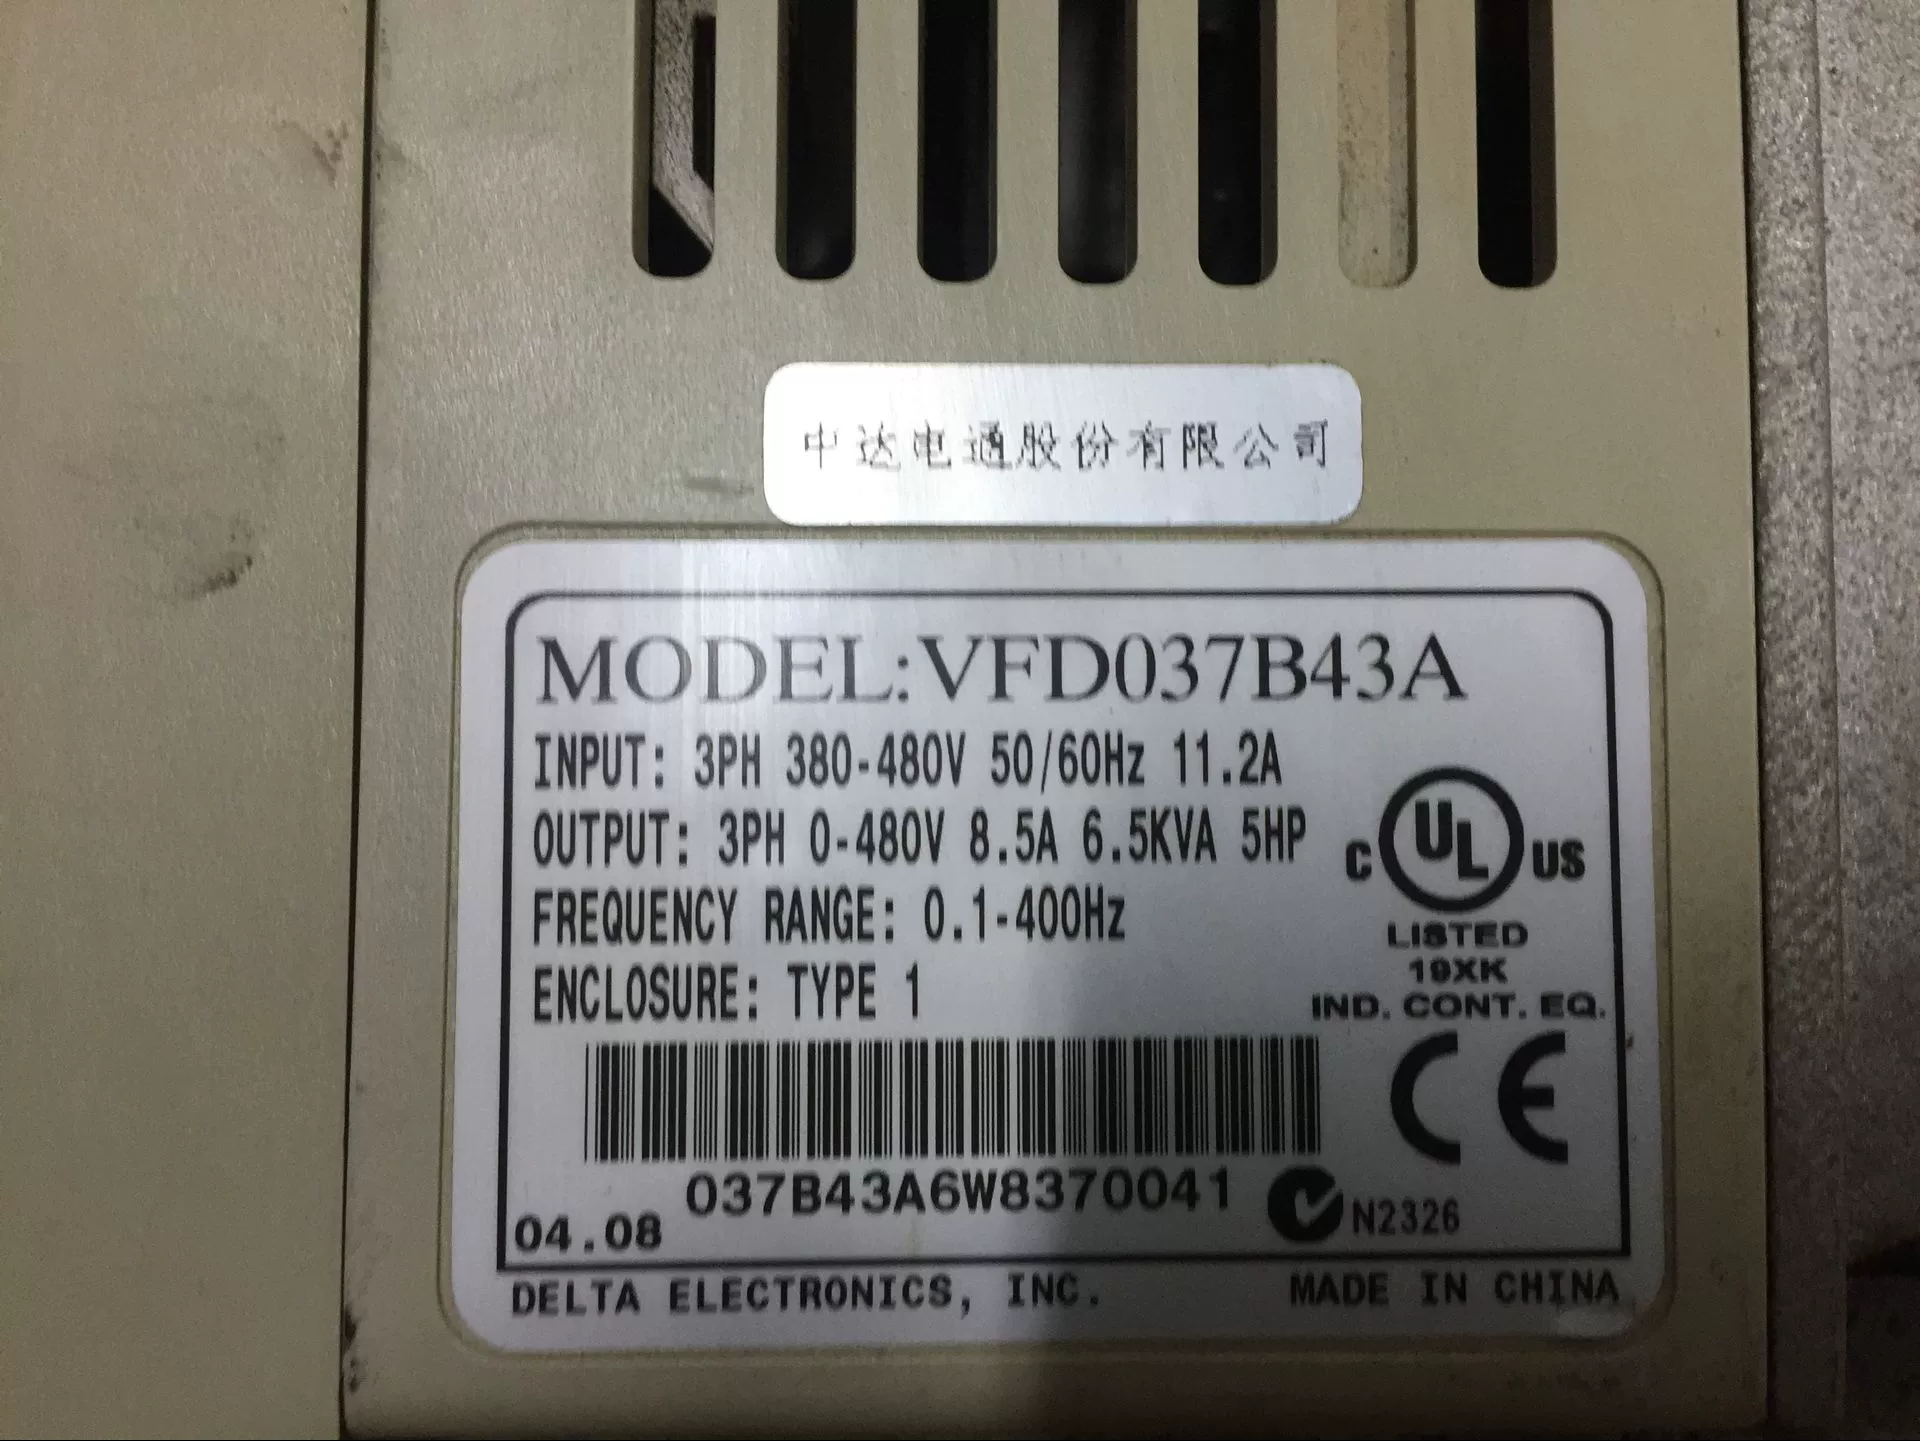 中达电通股份有限公司
MODEL:VFD037B43A
INPUT: 3PH 380-480V 50/60Hz 11.2A
OUTPUT: 3PH 0-480V 8.5A 6.5KVA 5HP
FREQUENCY RANGE: 0.1-400Hz
ENCLOSURE: TYPE 1
C UL US
LISTED
19XK
IND. CONT. EQ.
CE
037B43A6W8370041
N2326
04.08
DELTA ELECTRONICS, INC. MADE IN CHINA